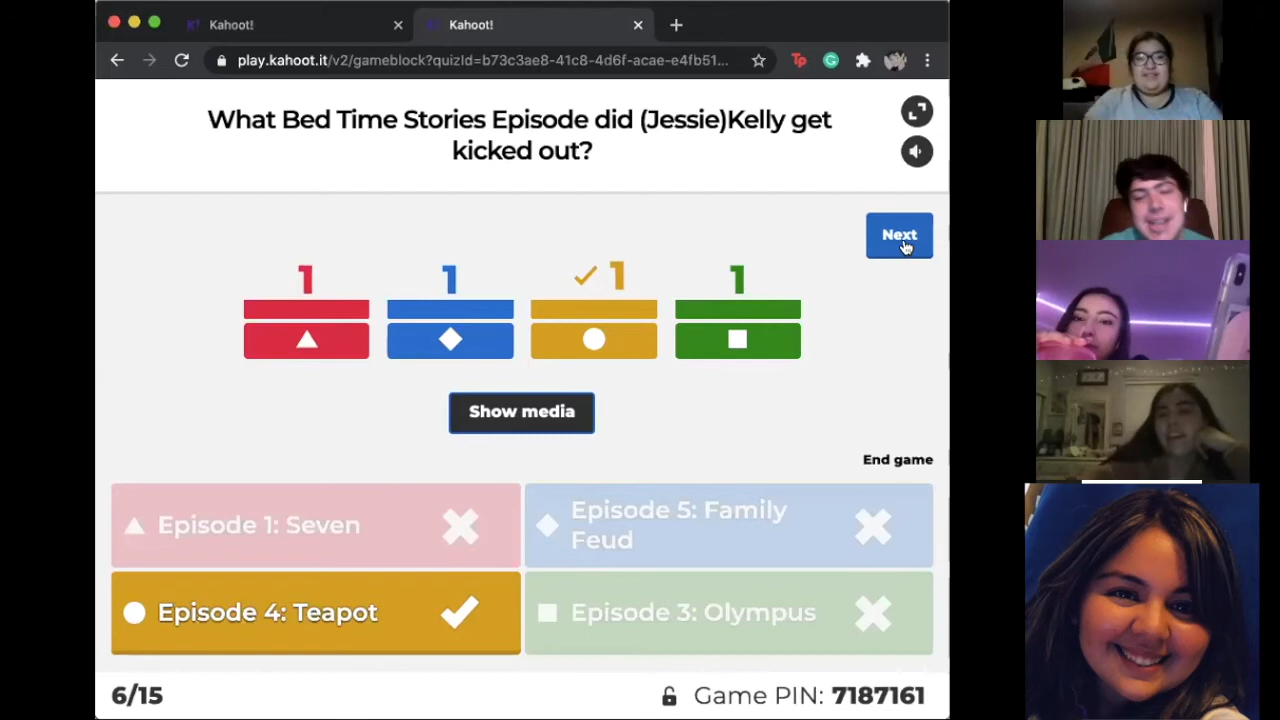 Kahoot!
Kahoot!
play.kahoot.it/v2/gameblock?quizId=b73c3ae8-41c8-4d6f-acae-e4fb51...
Tp
G
What Bed Time Stories Episode did (Jessie)Kelly get
kicked out?
Next
1
1
1
1
Show media
End game
Episode 1: Seven
Episode 5: Family
Feud
Episode 4: Teapot
Episode 3: Olympus
6/15
Game PIN: 7187161